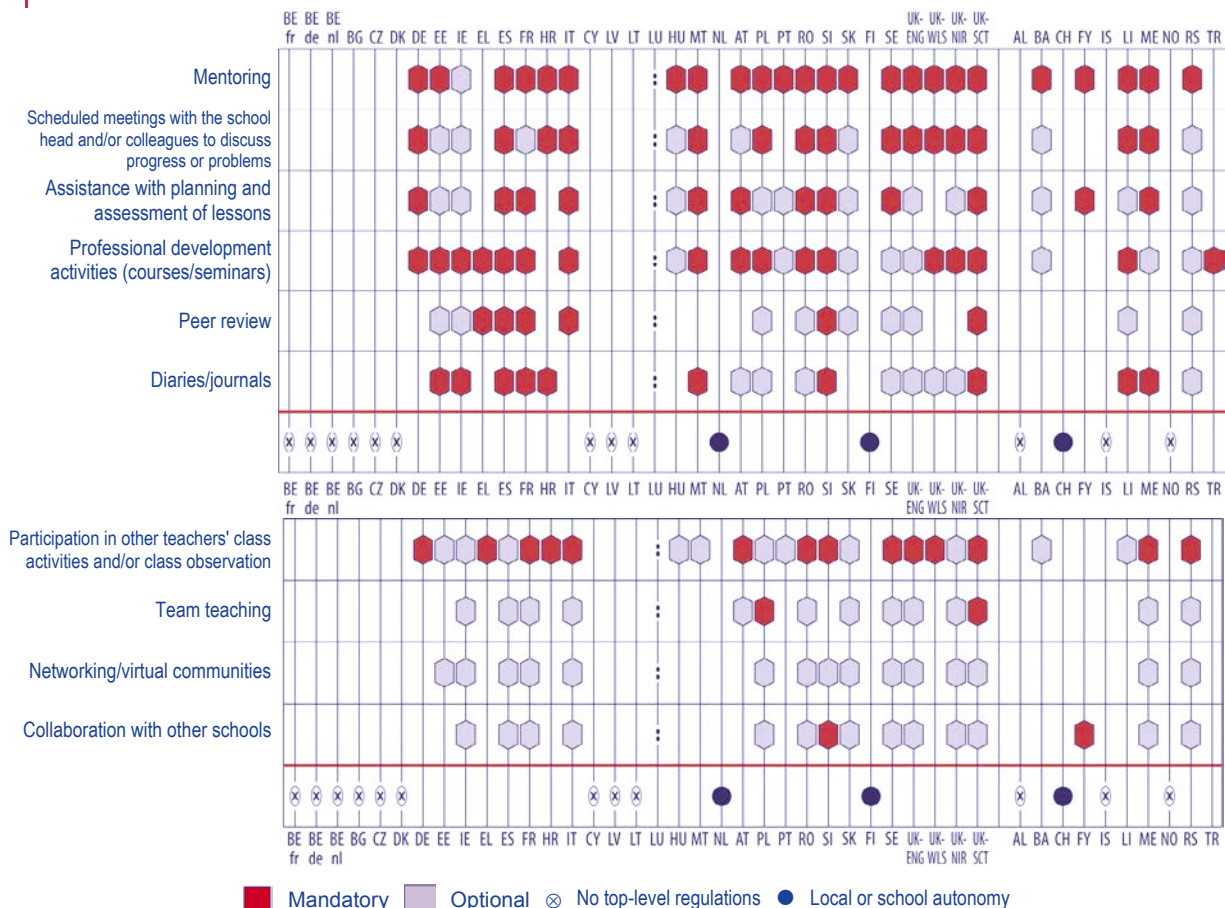 BE BE BE UK- UK- UK- UK-
fr de nl BG CZ DK DE EE IE EL ES FR HR IT CY LV LT LU HU MT NL AT PL PT RO SI SK FI SE ENG WLS NIR SCT AL BA CH FY IS LI ME NO RS TR
Mentoring
Scheduled meetings with the school
head and/or colleagues to discuss
progress or problems
Assistance with planning and
assessment of lessons
Professional development
activities (courses/seminars)
Peer review
Diaries/journals
BE BE BE BG CZ DK DE EE IE EL ES FR HR IT CY LV LT LU HU MT NL AT PL PT RO SI SK FI SE UK- UK- UK- UK- AL BA CH FY IS LI ME NO RS TR
fr de nl ENG WLS NIR SCT
Participation in other teachers' class
activities and/or class observation
Team teaching
Networking/virtual communities
Collaboration with other schools
BE BE BE BG CZ DK DE EE IE EL ES FR HR IT CY LV LT LU HU MT NL AT PL PT RO SI SK FI SE UK- UK- UK- UK- AL BA CH FY IS LI ME NO RS TR
fr de nl ENG WLS NIR SCT
Mandatory Optional ⊗ No top-level regulations ● Local or school autonomy